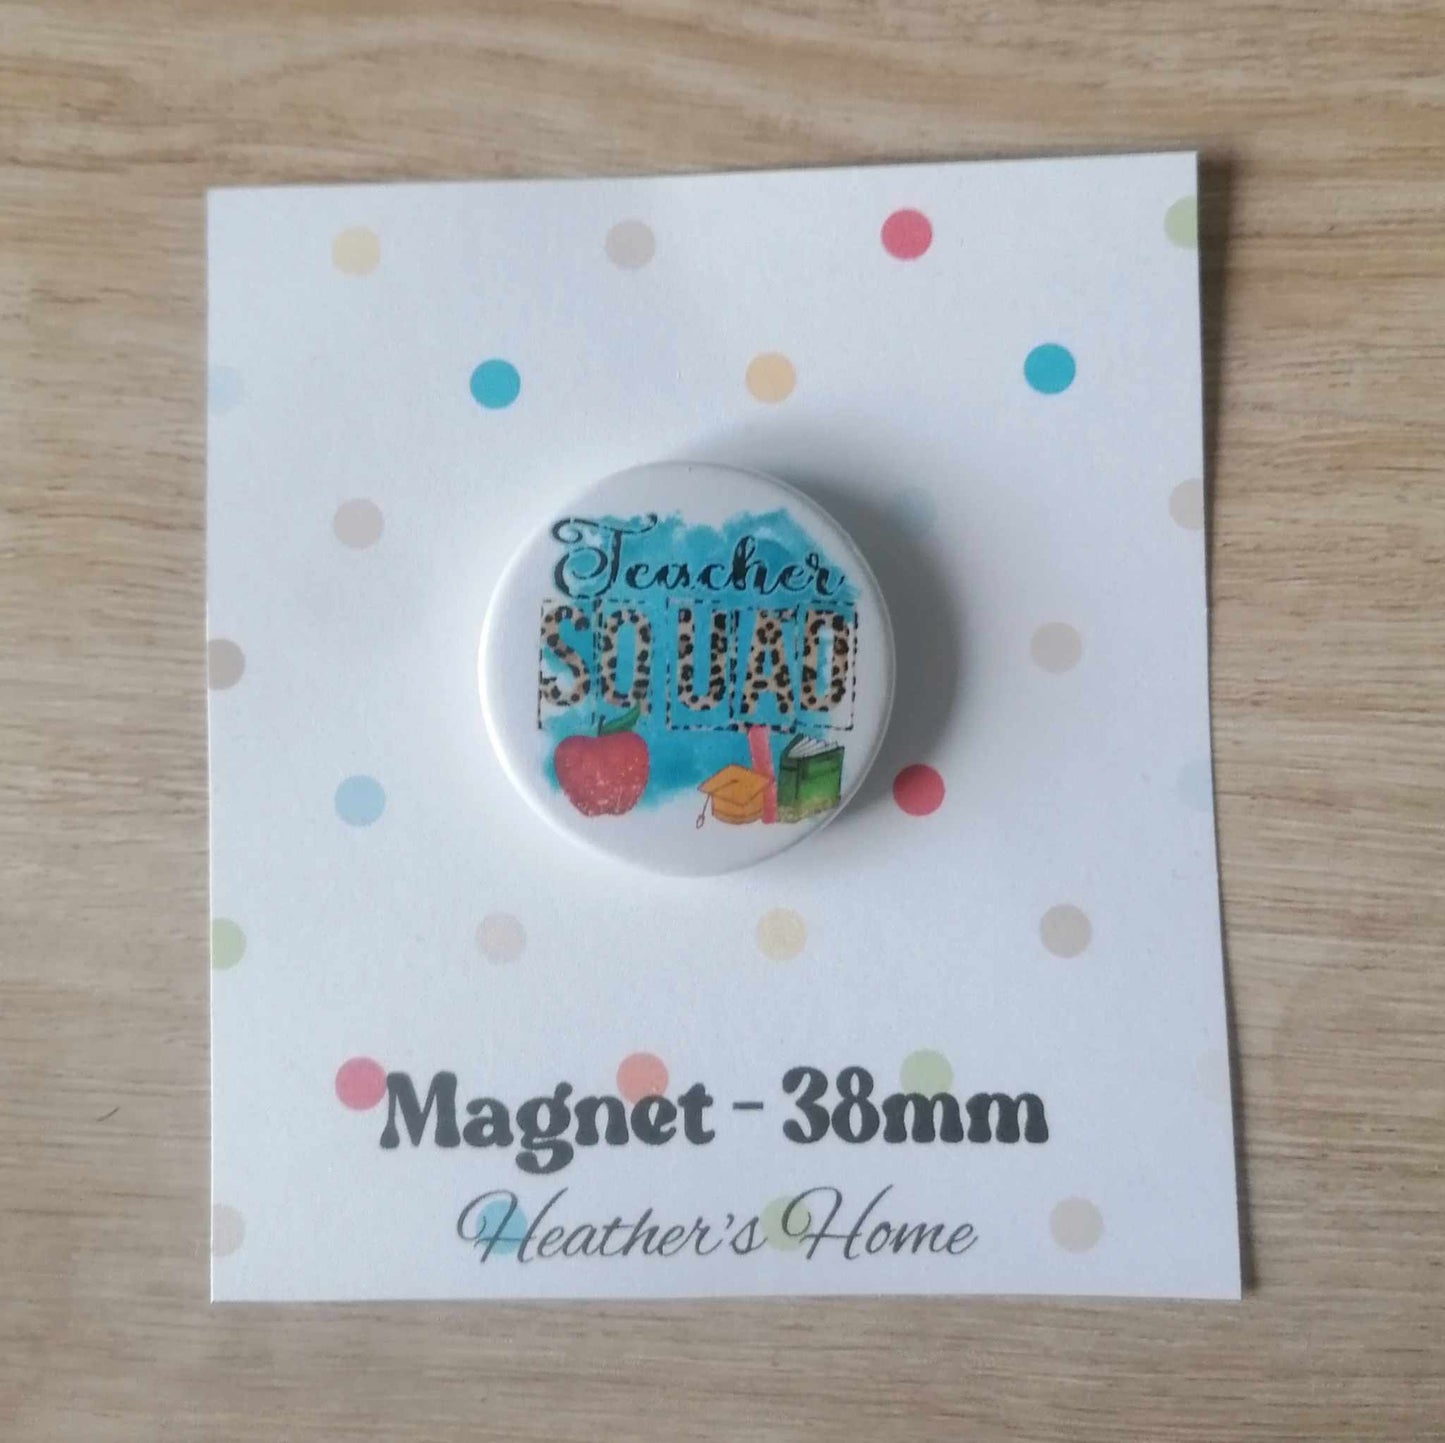 Teacher
SQUAD
Magnet - 38mm
Heather's Home